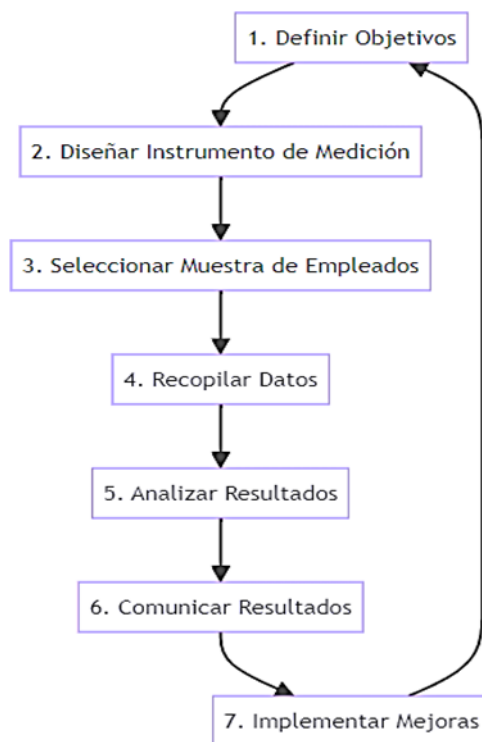 1. Definir Objetivos
2. Diseñar Instrumento de Medición
3. Seleccionar Muestra de Empleados
4. Recopilar Datos
5. Analizar Resultados
6. Comunicar Resultados
7. Implementar Mejoras